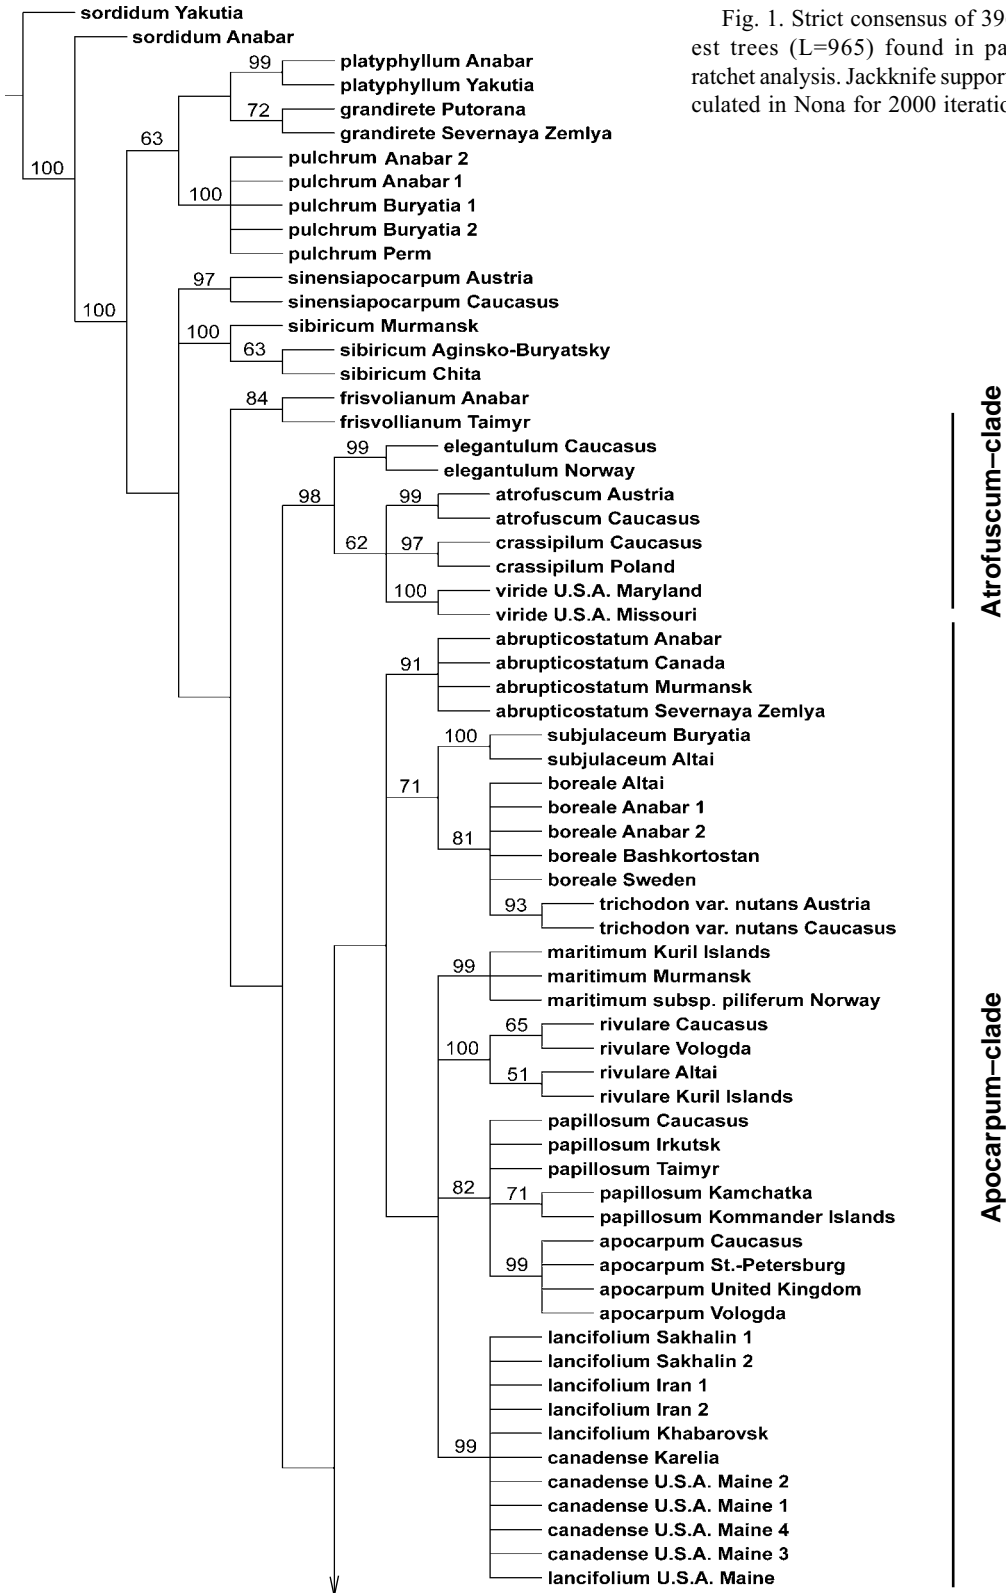 sordidum Yakutia
sordidum Anabar
Fig. 1. Strict consensus of 39
est trees (L=965) found in pa
ratchet analysis. Jackknife support
culated in Nona for 2000 iteratio
99
platyphyllum Anabar
platyphyllum Yakutia
72
grandirete Putorana
grandirete Severnaya Zemlya
63
100
pulchrum Anabar 2
pulchrum Anabar 1
100
pulchrum Buryatia 1
pulchrum Buryatia 2
pulchrum Perm
97
sinensiapocarpum Austria
sinensiapocarpum Caucasus
100
100
sibiricum Murmansk
63
sibiricum Aginsko-Buryatsky
sibiricum Chita
84
frisvolianum Anabar
frisvollianum Taimyr
Atrofuscum–clade
99
elegantulum Caucasus
elegantulum Norway
98
99
atrofuscum Austria
atrofuscum Caucasus
62
97
crassipilum Caucasus
crassipilum Poland
100
viride U.S.A. Maryland
viride U.S.A. Missouri
Apocarpum–clade
91
abrupticostatum Anabar
abrupticostatum Canada
abrupticostatum Murmansk
abrupticostatum Severnaya Zemlya
100
subjulaceum Buryatia
subjulaceum Altai
71
boreale Altai
boreale Anabar 1
boreale Anabar 2
81
boreale Bashkortostan
boreale Sweden
93
trichodon var. nutans Austria
trichodon var. nutans Caucasus
99
maritimum Kuril Islands
maritimum Murmansk
maritimum subsp. piliferum Norway
65
rivulare Caucasus
100
rivulare Vologda
51
rivulare Altai
rivulare Kuril Islands
papillosum Caucasus
papillosum Irkutsk
papillosum Taimyr
82
71
papillosum Kamchatka
papillosum Kommander Islands
apocarpum Caucasus
99
apocarpum St.-Petersburg
apocarpum United Kingdom
apocarpum Vologda
lancifolium Sakhalin 1
lancifolium Sakhalin 2
lancifolium Iran 1
lancifolium Iran 2
lancifolium Khabarovsk
99
canadense Karelia
canadense U.S.A. Maine 2
canadense U.S.A. Maine 1
canadense U.S.A. Maine 4
canadense U.S.A. Maine 3
lancifolium U.S.A. Maine